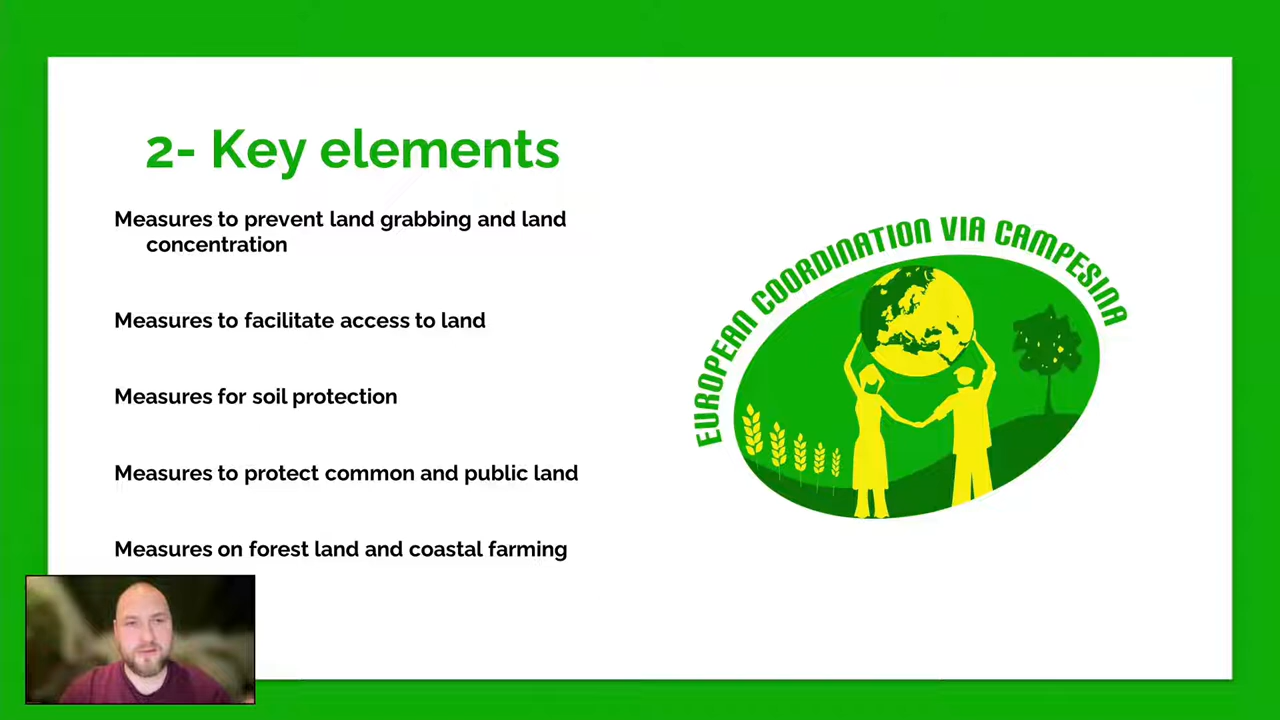 2- Key elements
Measures to prevent land grabbing and land
concentration
Measures to facilitate access to land
Measures for soil protection
Measures to protect common and public land
Measures on forest land and coastal farming
EUROPEAN COORDINATION VIA CAMPESINA